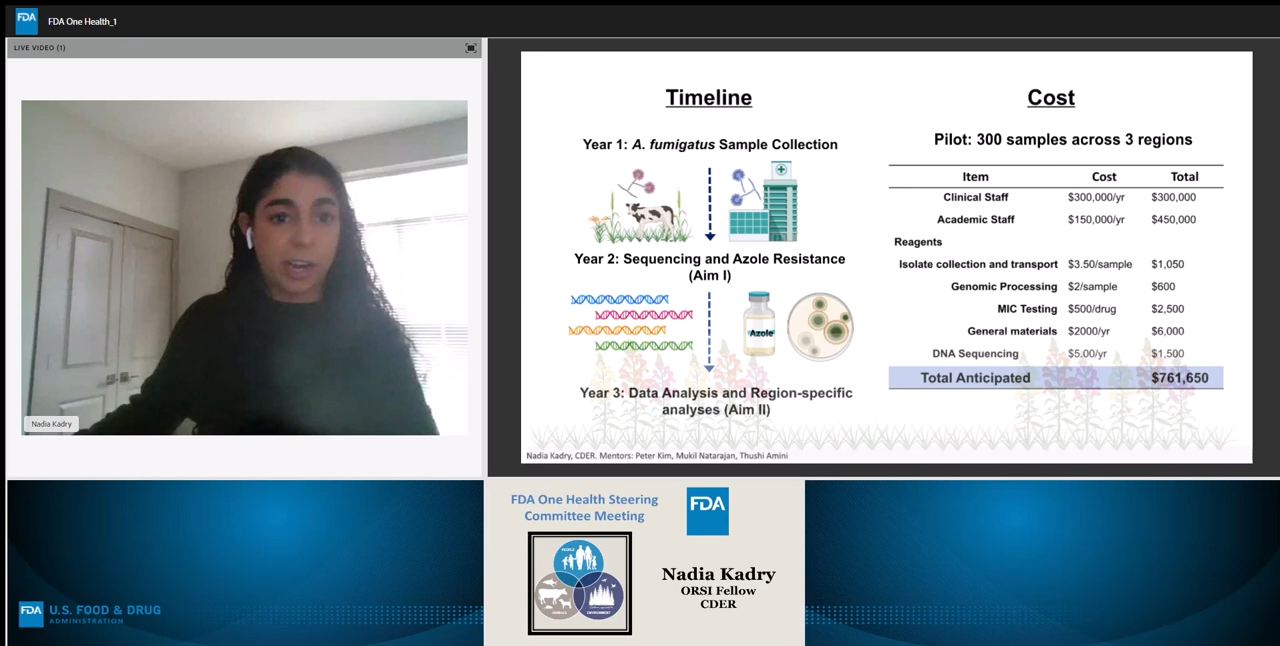 FDA
FDA One Health_1
LIVE VIDEO (1)
Nadia Kadry
Timeline
Year 1: A. fumigatus Sample Collection
Year 2: Sequencing and Azole Resistance
(Aim I)
Azole
Year 3: Data Analysis and Region-specific
analyses (Aim II)
Cost
Pilot: 300 samples across 3 regions
Item Cost Total
Clinical Staff $300,000/yr $300,000
Academic Staff $150,000/yr $450,000
Reagents
Isolate collection and transport $3.50/sample $1,050
Genomic Processing $2/sample $600
MIC Testing $500/drug $2,500
General materials $2000/yr $6,000
DNA Sequencing $5.00/yr $1,500
Total Anticipated $761,650
Nadia Kadry, CDER. Mentors: Peter Kim, Mukil Natarajan, Thushi Amini
FDA U.S. FOOD & DRUG
ADMINISTRATION
FDA One Health Steering
Committee Meeting
FDA
PEOPLE
ANIMALS
ENVIRONMENT
Nadia Kadry
ORSI Fellow
CDER